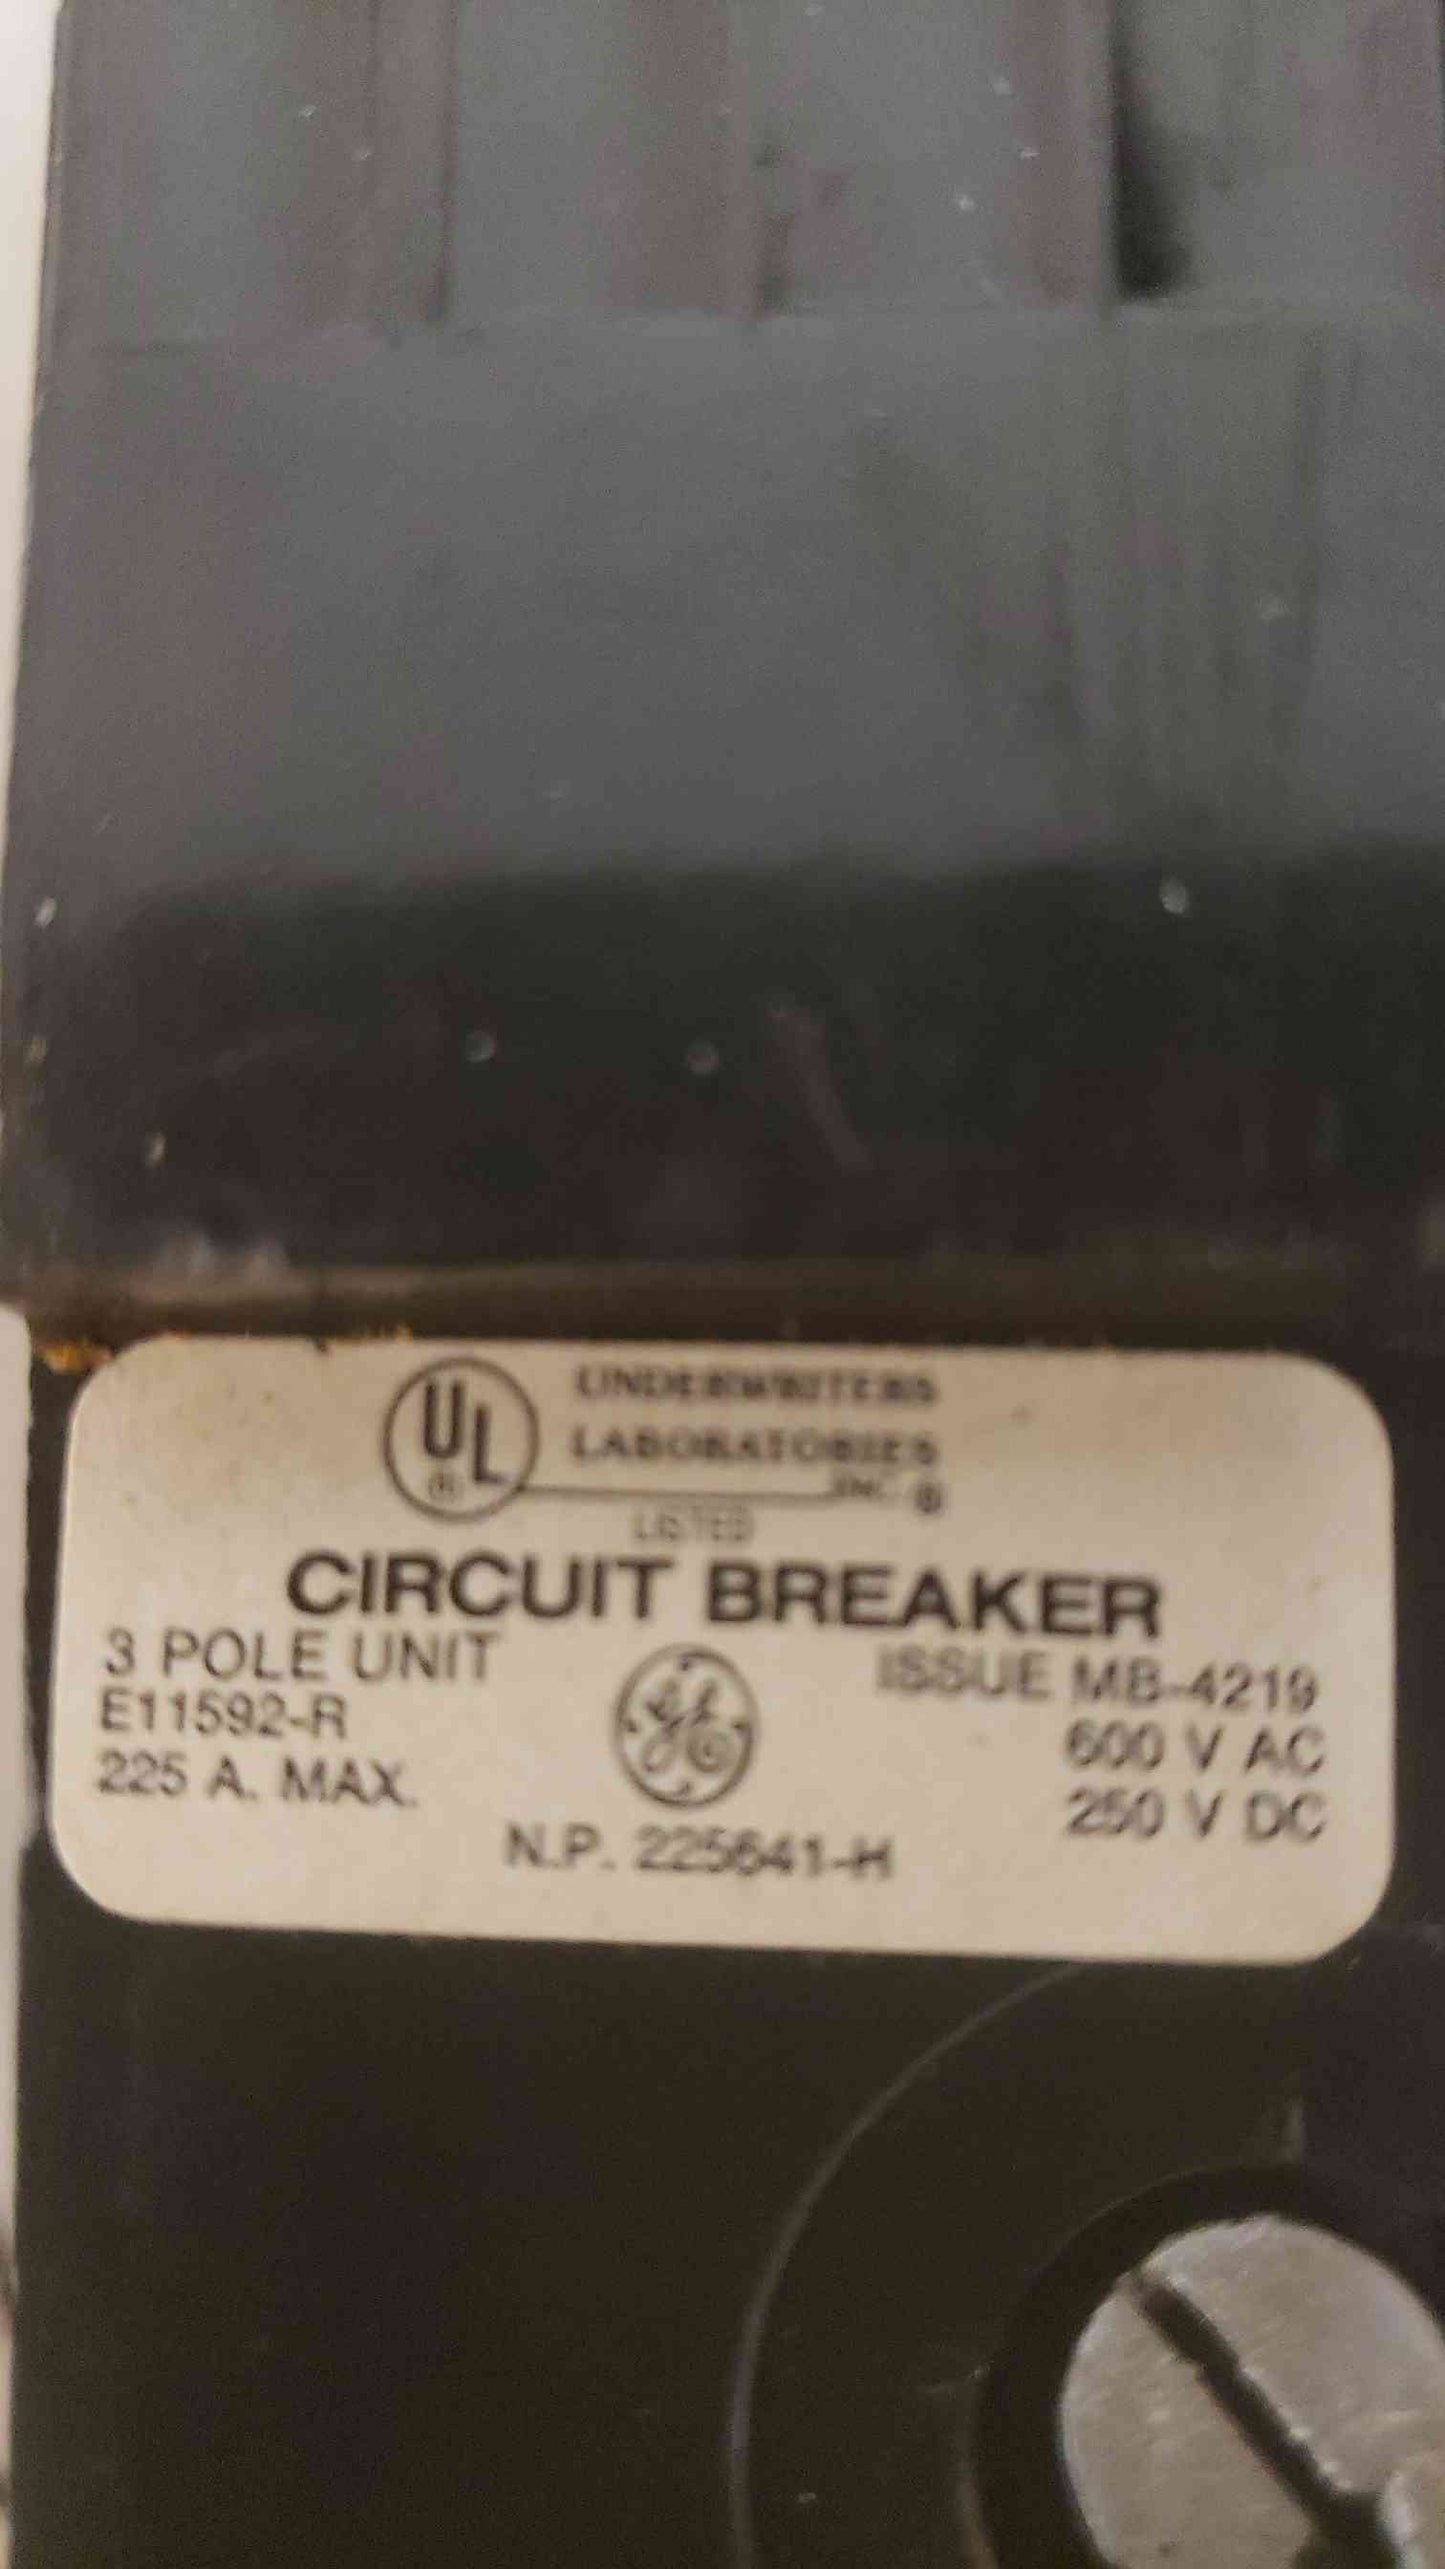 UL ®
UNDERWRITERS
LABORATORIES
INC. ®
LISTED
CIRCUIT BREAKER
3 POLE UNIT
ISSUE MB-4219
E11592-R
GE
600 V AC
225 A. MAX.
250 V DC
N.P. 225641-H